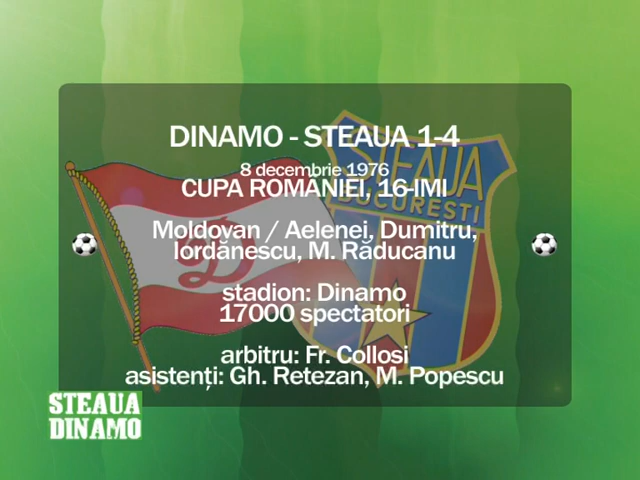 DINAMO - STEAUA 1-4
8 decembrie 1976
CUPA ROMÂNIEI, 16-IMI
Moldovan / Aelenei, Dumitru,
Iordănescu, M. Răducanu
stadion: Dinamo
17000 spectatori
arbitru: Fr. Collosi
asistenți: Gh. Retezan, M. Popescu
STEAUA
BUCUREȘTI
D
STEAUA
DINAMO